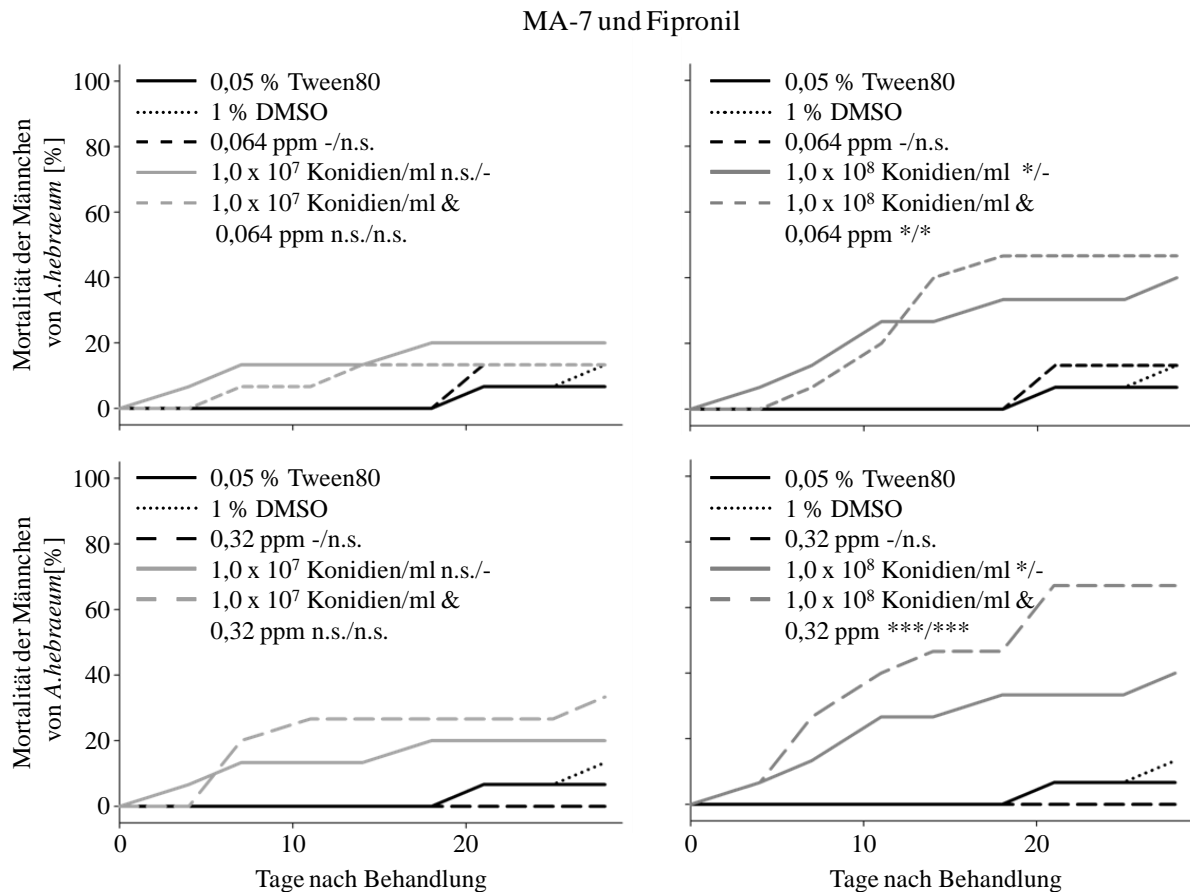 MA-7 und Fipronil
Mortalität der Männchen
von A.hebraeum [%]
100
80
60
40
20
0
0,05 % Tween80
1 % DMSO
0,064 ppm -/n.s.
1,0 x 10⁷ Konidien/ml n.s./-
1,0 x 10⁷ Konidien/ml &
0,064 ppm n.s./n.s.
10
20
0,05 % Tween80
1 % DMSO
0,064 ppm -/n.s.
1,0 x 10⁸ Konidien/ml */-
1,0 x 10⁸ Konidien/ml &
0,064 ppm */*
10
20
Mortalität der Männchen
von A.hebraeum[%]
100
80
60
40
20
0
0,05 % Tween80
1 % DMSO
0,32 ppm -/n.s.
1,0 x 10⁷ Konidien/ml n.s./-
1,0 x 10⁷ Konidien/ml &
0,32 ppm n.s./n.s.
0
10
20
Tage nach Behandlung
0,05 % Tween80
1 % DMSO
0,32 ppm -/n.s.
1,0 x 10⁸ Konidien/ml */-
1,0 x 10⁸ Konidien/ml &
0,32 ppm ***/***
0
10
20
Tage nach Behandlung